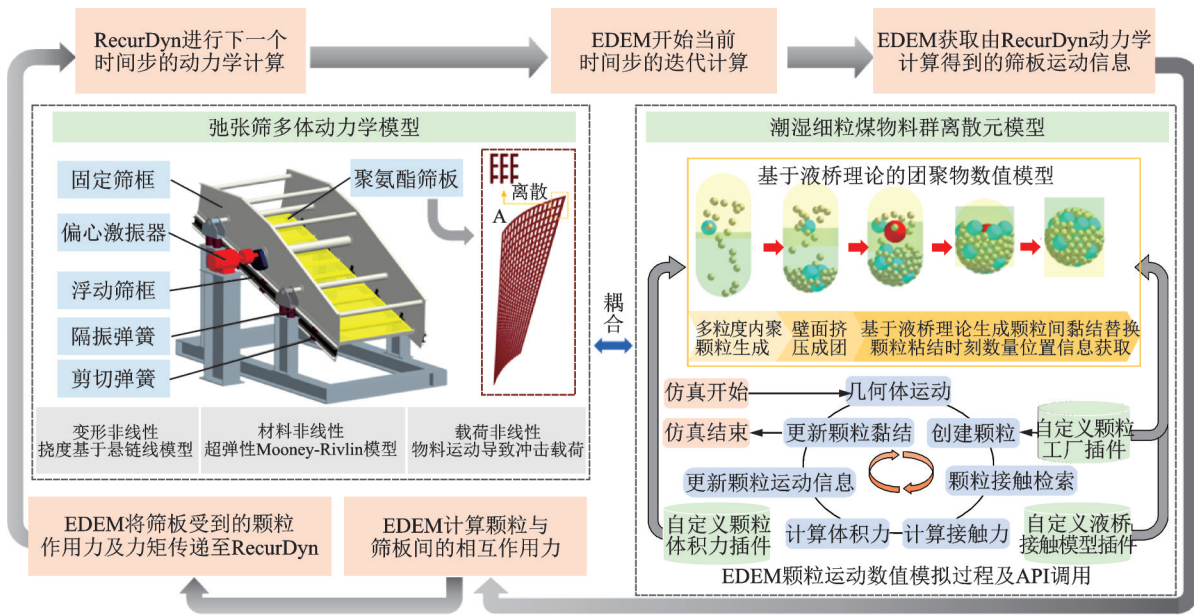 RecurDyn进行下一个
时间步的动力学计算
EDEM开始当前
时间步的迭代计算
EDEM获取由RecurDyn动力学
计算得到的筛板运动信息
弛张筛多体动力学模型
固定筛框
偏心激振器
浮动筛框
隔振弹簧
剪切弹簧
聚氨酯筛板
离散
A
变形非线性
挠度基于悬链线模型
材料非线性
超弹性Mooney-Rivlin模型
载荷非线性
物料运动导致冲击载荷
耦合
潮湿细粒煤物料群离散元模型
基于液桥理论的团聚物数值模型
多粒度内聚
颗粒生成
壁面挤
压成团
基于液桥理论生成颗粒间黏结替换
颗粒粘结时刻数量位置信息获取
仿真开始
几何体运动
仿真结束
更新颗粒黏结
创建颗粒
自定义颗粒
工厂插件
更新颗粒运动信息
颗粒接触检索
自定义颗粒
体积力插件
计算体积力
计算接触力
自定义液桥
接触模型插件
EDEM颗粒运动数值模拟过程及API调用
EDEM将筛板受到的颗粒
作用力及力矩传递至RecurDyn
EDEM计算颗粒与
筛板间的相互作用力